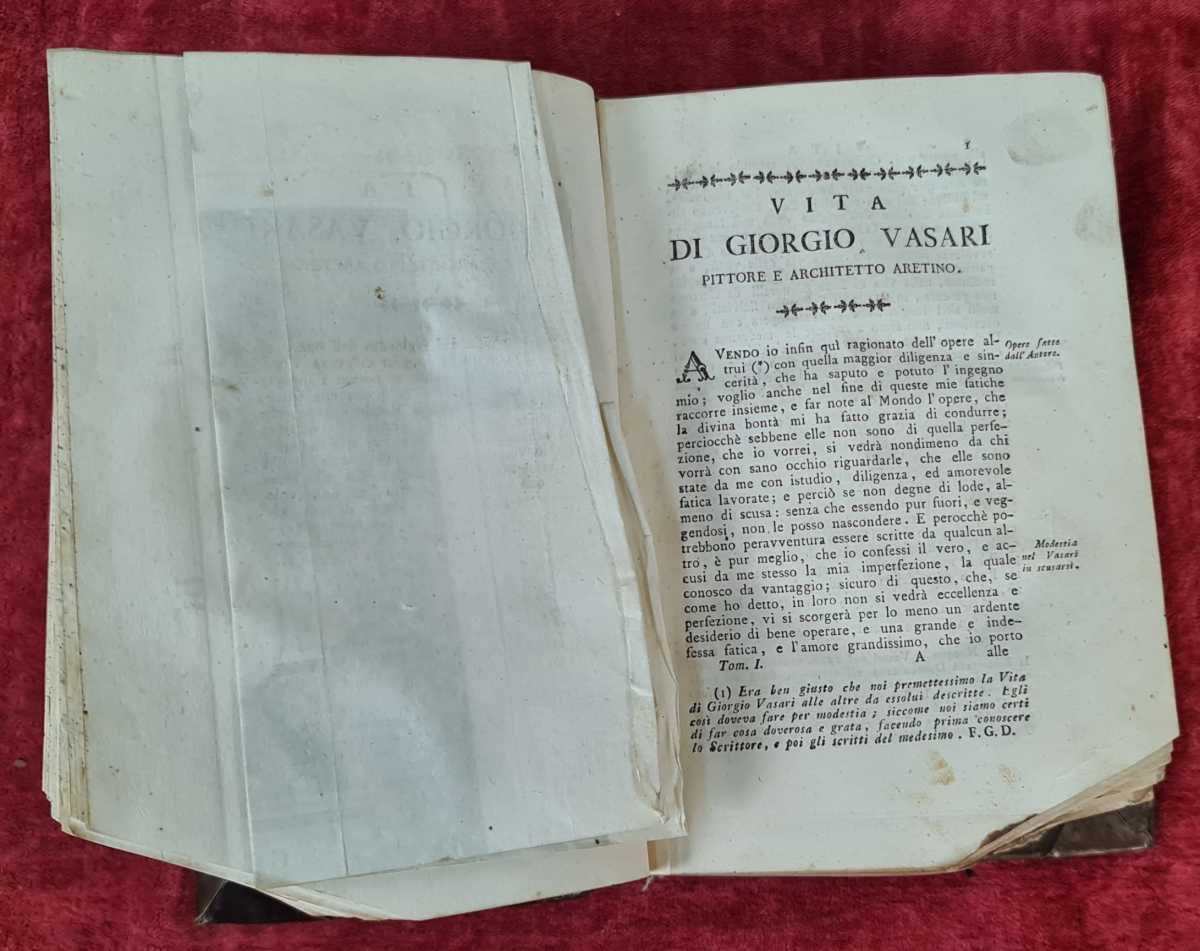 1
VITA
DI GIORGIO VASARI
PITTORE E ARCHITETTO ARETINO.
AVENDO io infin quì ragionato dell' opere al-
trui (*) con quella maggior diligenza e sin-
cerità, che ha saputo e potuto l' ingegno
mio; voglio anche nel fine di queste mie fatiche
raccorre insieme, e far note al Mondo l' opere, che
la divina bontà mi ha fatto grazia di condurre;
perciocchè sebbene elle non sono di quella perfe-
zione, che io vorrei, si vedrà nondimeno da chi
vorrà con sano occhio riguardarle, che elle sono
state da me con istudio, diligenza, ed amorevole
fatica lavorate; e perciò se non degne di lode, al-
meno di scusa: senza che essendo pur fuori, e veg-
gendosi, non le posso nascondere. E perocchè po-
trebbono peravventura essere scritte da qualcun al-
tro, è pur meglio, che io confessi il vero, e ac-
cusi da me stesso la mia imperfezione, la quale
conosco da vantaggio; sicuro di questo, che, se
come ho detto, in loro non si vedrà eccellenza e
perfezione, vi si scorgerà per lo meno un ardente
desiderio di bene operare, e una grande e inde-
fessa fatica, e l'amore grandissimo, che io porto
Tom. I. A alle
Opere fatte
dall' Autore.
Modestia
nel Vasari
in scusarsi.
(1) Era ben giusto che noi premettessimo la Vita
di Giorgio Vasari alle altre da essolui descritte. Egli
così doveva fare per modestia; siccome noi siamo certi
di far cosa doverosa e grata, facendo prima conoscere
lo Scrittore, e poi gli scritti del medesimo. F. G. D.